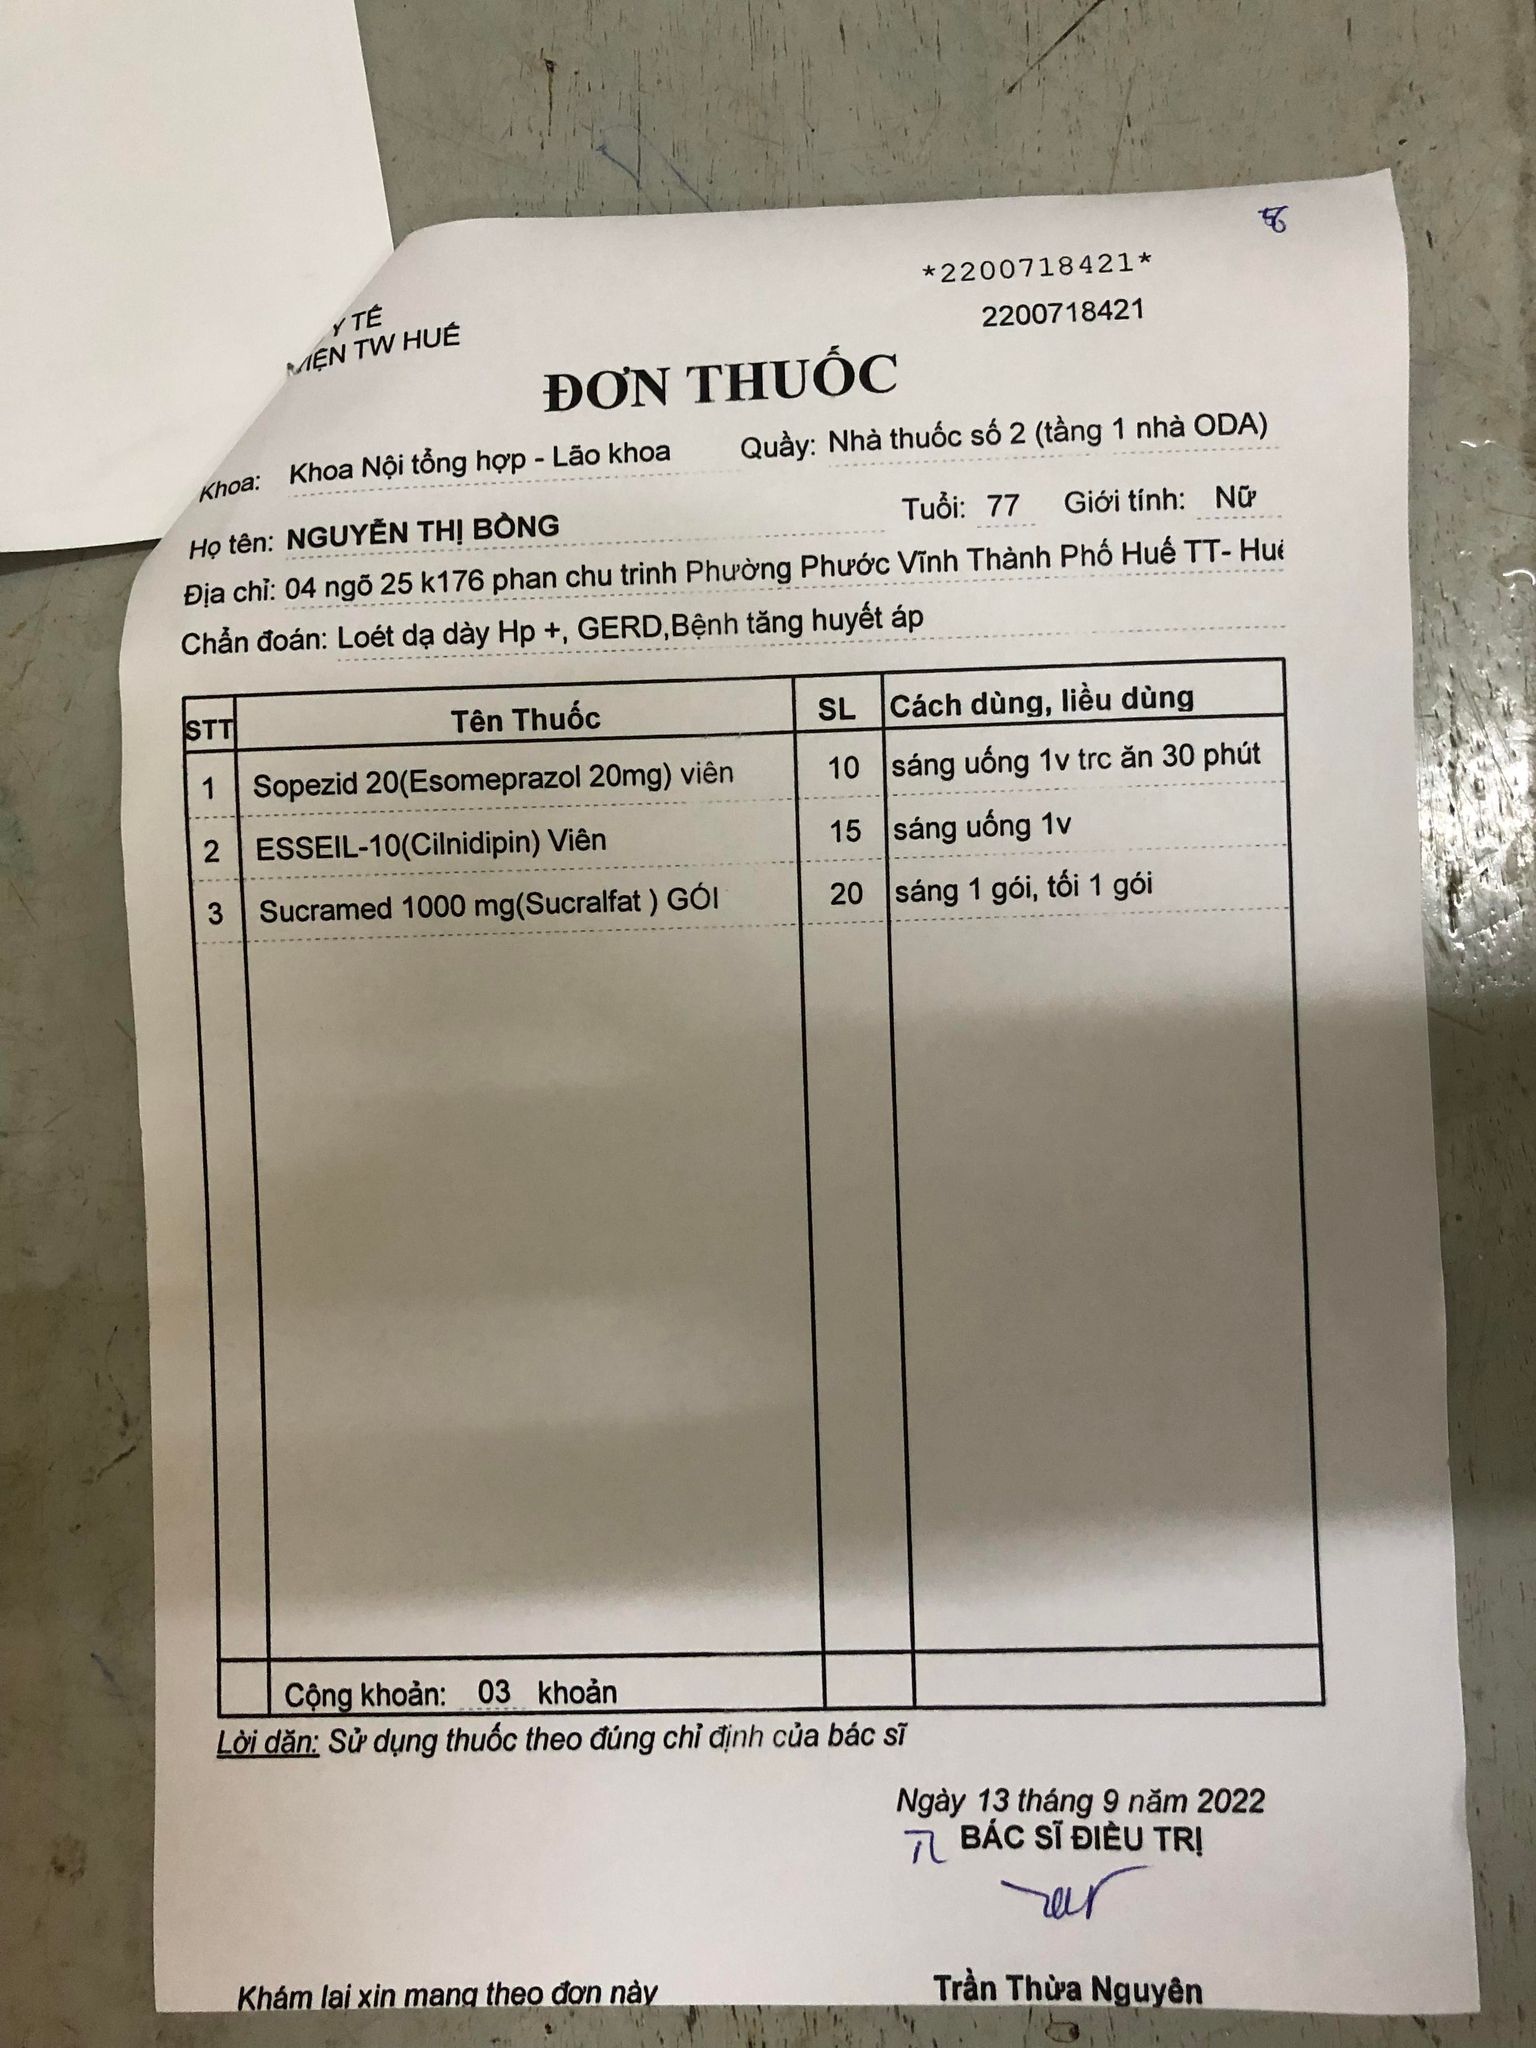 *2200718421*
Y TẾ
2200718421
VIỆN TW HUẾ
ĐƠN THUỐC
Khoa: Khoa Nội tổng hợp - Lão khoa Quầy: Nhà thuốc số 2 (tầng 1 nhà ODA)
Họ tên: NGUYỄN THỊ BÒNG Tuổi: 77 Giới tính: Nữ
Địa chỉ: 04 ngõ 25 k176 phan chu trinh Phường Phước Vĩnh Thành Phố Huế TT- Huế
Chẩn đoán: Loét dạ dày Hp +, GERD,Bệnh tăng huyết áp
STT Tên Thuốc SL Cách dùng, liều dùng
1 Sopezid 20(Esomeprazol 20mg) viên 10 sáng uống 1v trc ăn 30 phút
2 ESSEIL-10(Cilnidipin) Viên 15 sáng uống 1v
3 Sucramed 1000 mg(Sucralfat ) GÓI 20 sáng 1 gói, tối 1 gói
Cộng khoản: 03 khoản
Lời dặn: Sử dụng thuốc theo đúng chỉ định của bác sĩ
Ngày 13 tháng 9 năm 2022
BÁC SĨ ĐIỀU TRỊ
Khám lại xin mang theo đơn này Trần Thừa Nguyên